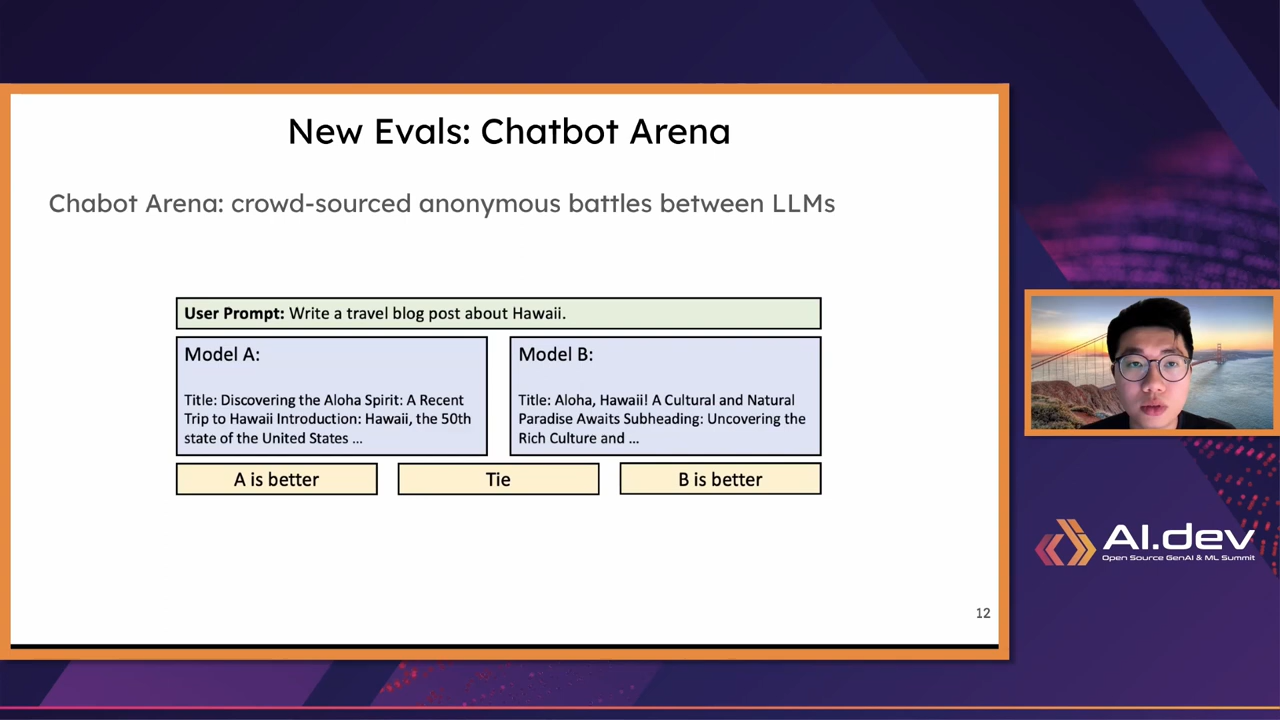 New Evals: Chatbot Arena
Chabot Arena: crowd-sourced anonymous battles between LLMs
User Prompt: Write a travel blog post about Hawaii.
Model A:
Title: Discovering the Aloha Spirit: A Recent
Trip to Hawaii Introduction: Hawaii, the 50th
state of the United States ...
Model B:
Title: Aloha, Hawaii! A Cultural and Natural
Paradise Awaits Subheading: Uncovering the
Rich Culture and ...
A is better
Tie
B is better
12
AI.dev
Open Source GenAI & ML Summit